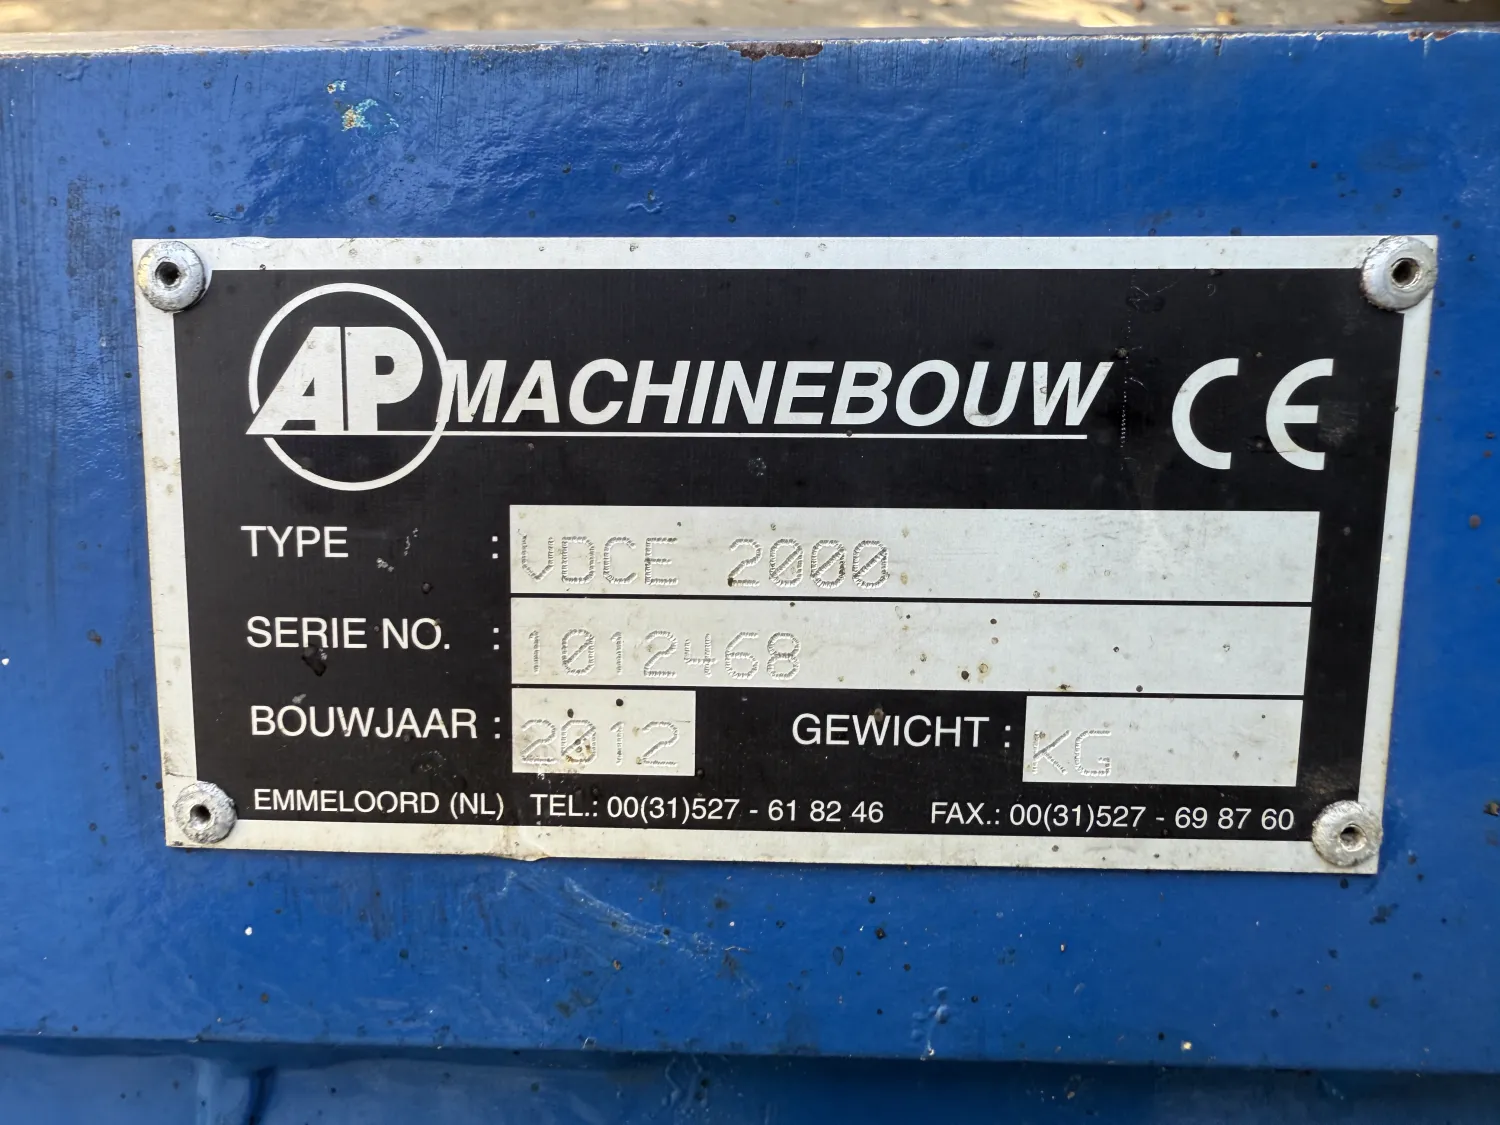 AP MACHINEBOUW CE
TYPE : VDCE 2000
SERIE NO. : 1012468
BOUWJAAR : 2012 GEWICHT : KG
EMMELOORD (NL) TEL.: 00(31)527 - 61 82 46 FAX.: 00(31)527 - 69 87 60